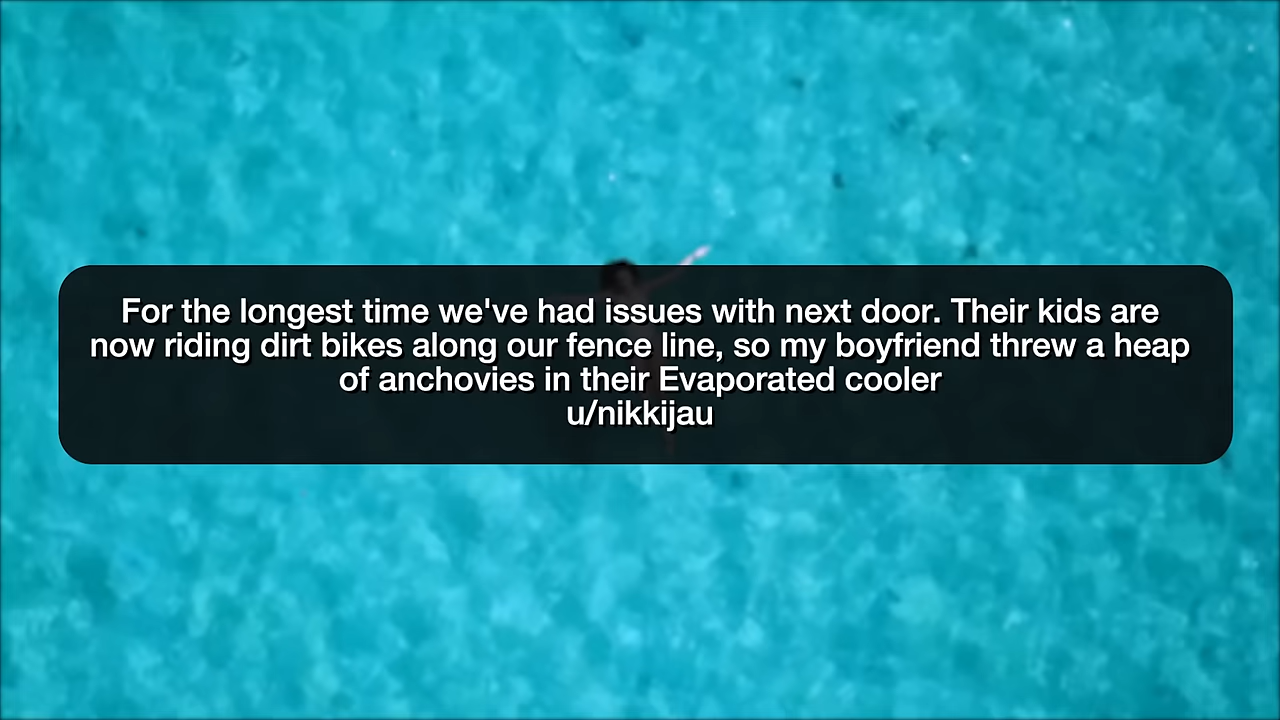 For the longest time we've had issues with next door. Their kids are
now riding dirt bikes along our fence line, so my boyfriend threw a heap
of anchovies in their Evaporated cooler
u/nikkijau